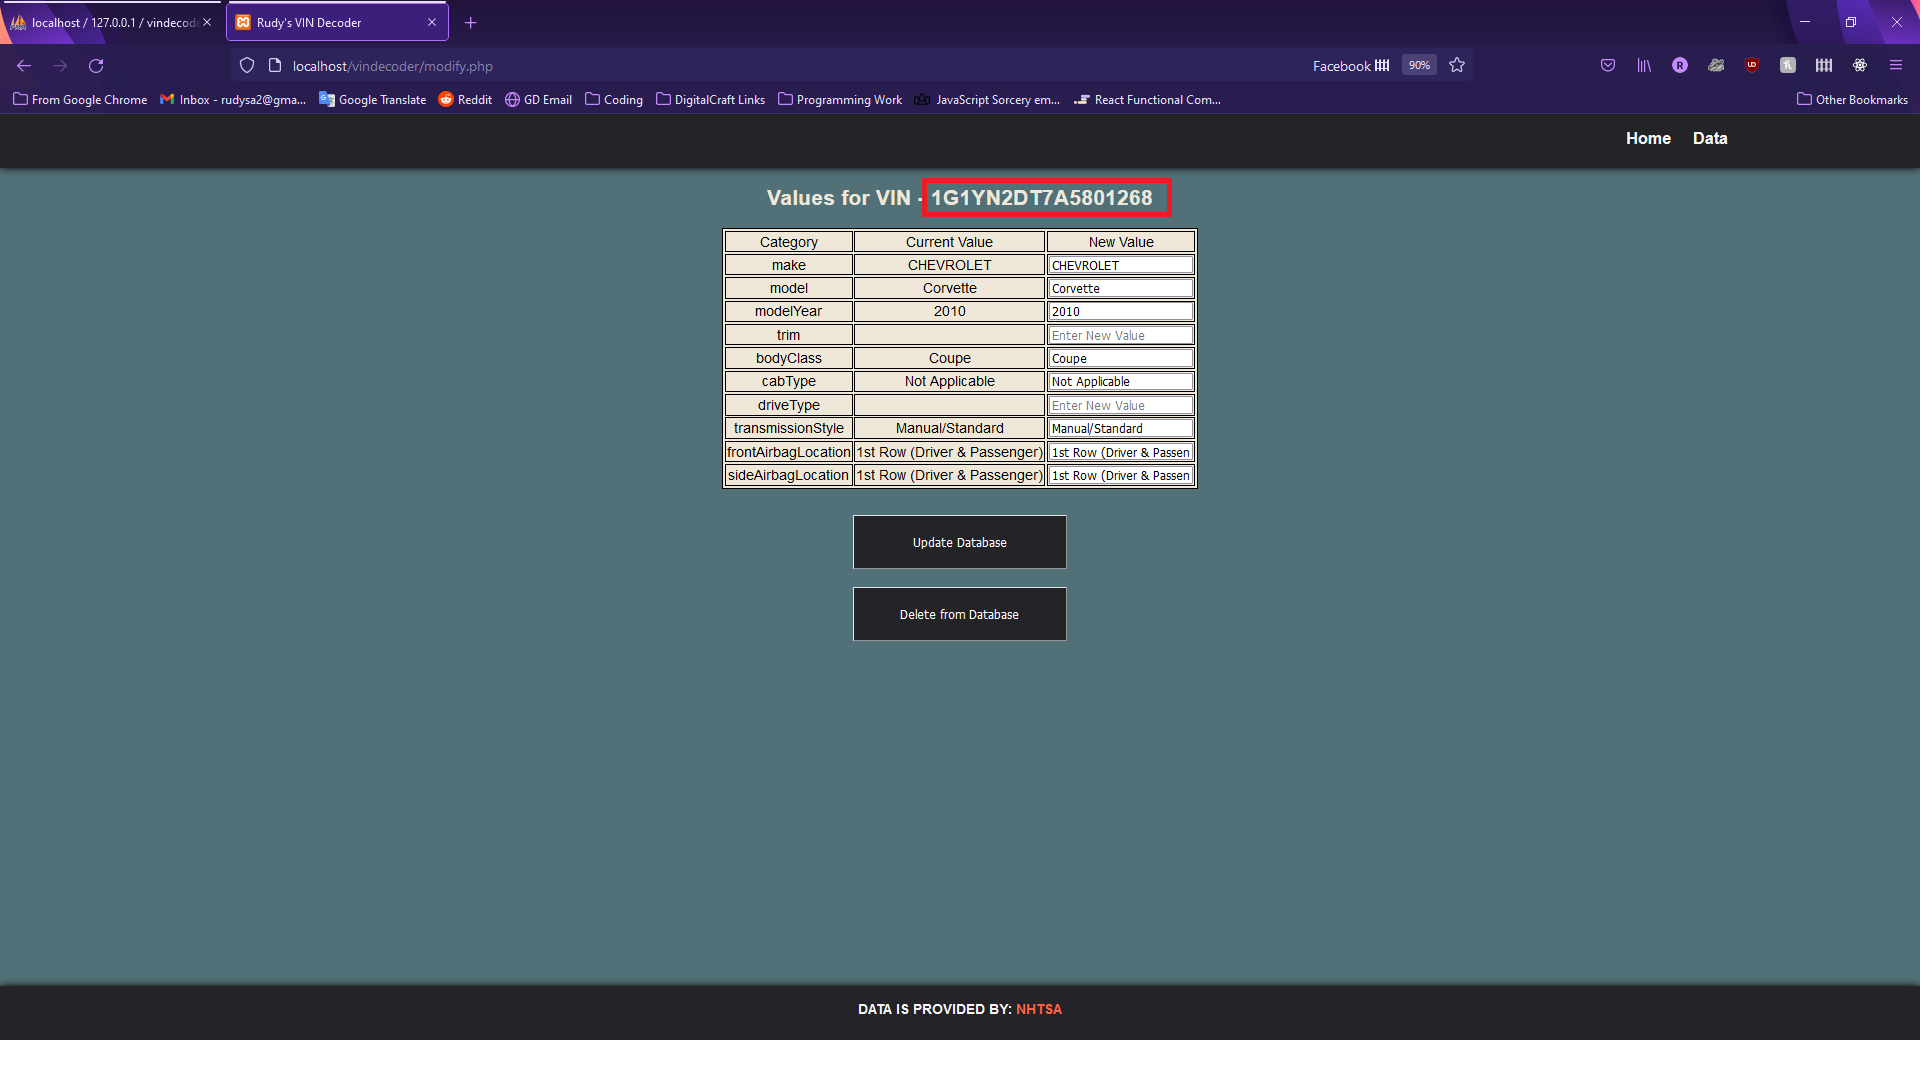 localhost / 127.0.0.1 / vindecod
Rudy's VIN Decoder
localhost/vindecoder/modify.php
Facebook
90%
From Google Chrome
Inbox - rudysa2@gma...
Google Translate
Reddit
GD Email
Coding
DigitalCraft Links
Programming Work
JavaScript Sorcery em...
React Functional Com...
Other Bookmarks
Home Data
Values for VIN - 1G1YN2DT7A5801268
Category Current Value New Value
make CHEVROLET CHEVROLET
model Corvette Corvette
modelYear 2010 2010
trim Enter New Value
bodyClass Coupe Coupe
cabType Not Applicable Not Applicable
driveType Enter New Value
transmissionStyle Manual/Standard Manual/Standard
frontAirbagLocation 1st Row (Driver & Passenger) 1st Row (Driver & Passen
sideAirbagLocation 1st Row (Driver & Passenger) 1st Row (Driver & Passen
Update Database
Delete from Database
DATA IS PROVIDED BY: NHTSA